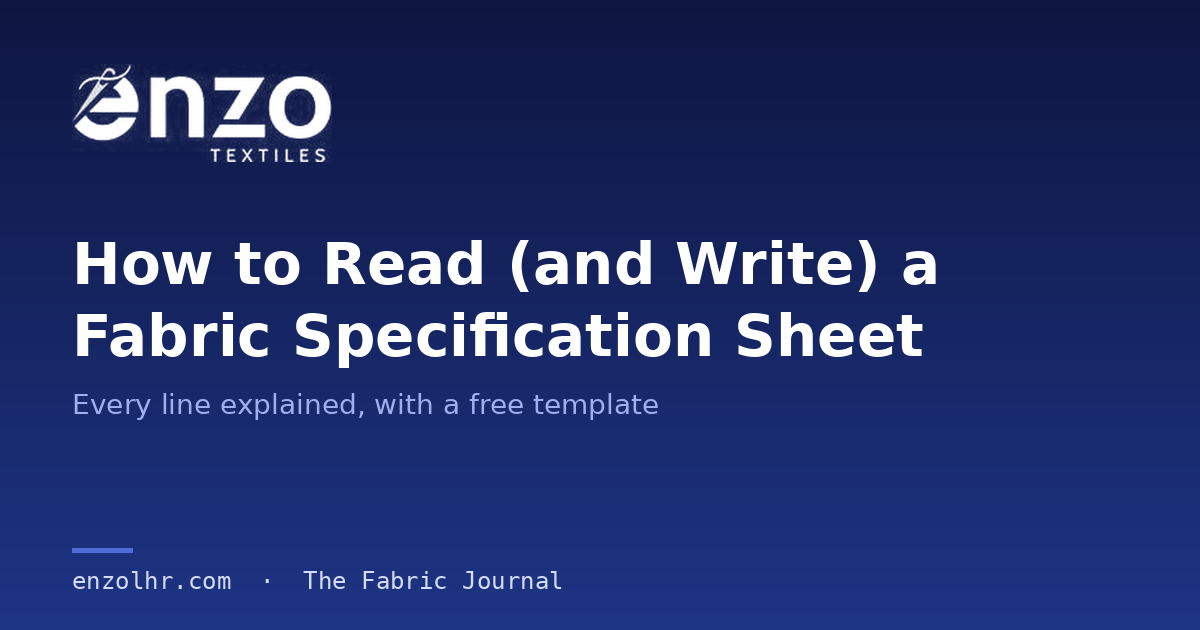 enzo
TEXTILES
How to Read (and Write) a
Fabric Specification Sheet
Every line explained, with a free template
enzolhr.com · The Fabric Journal